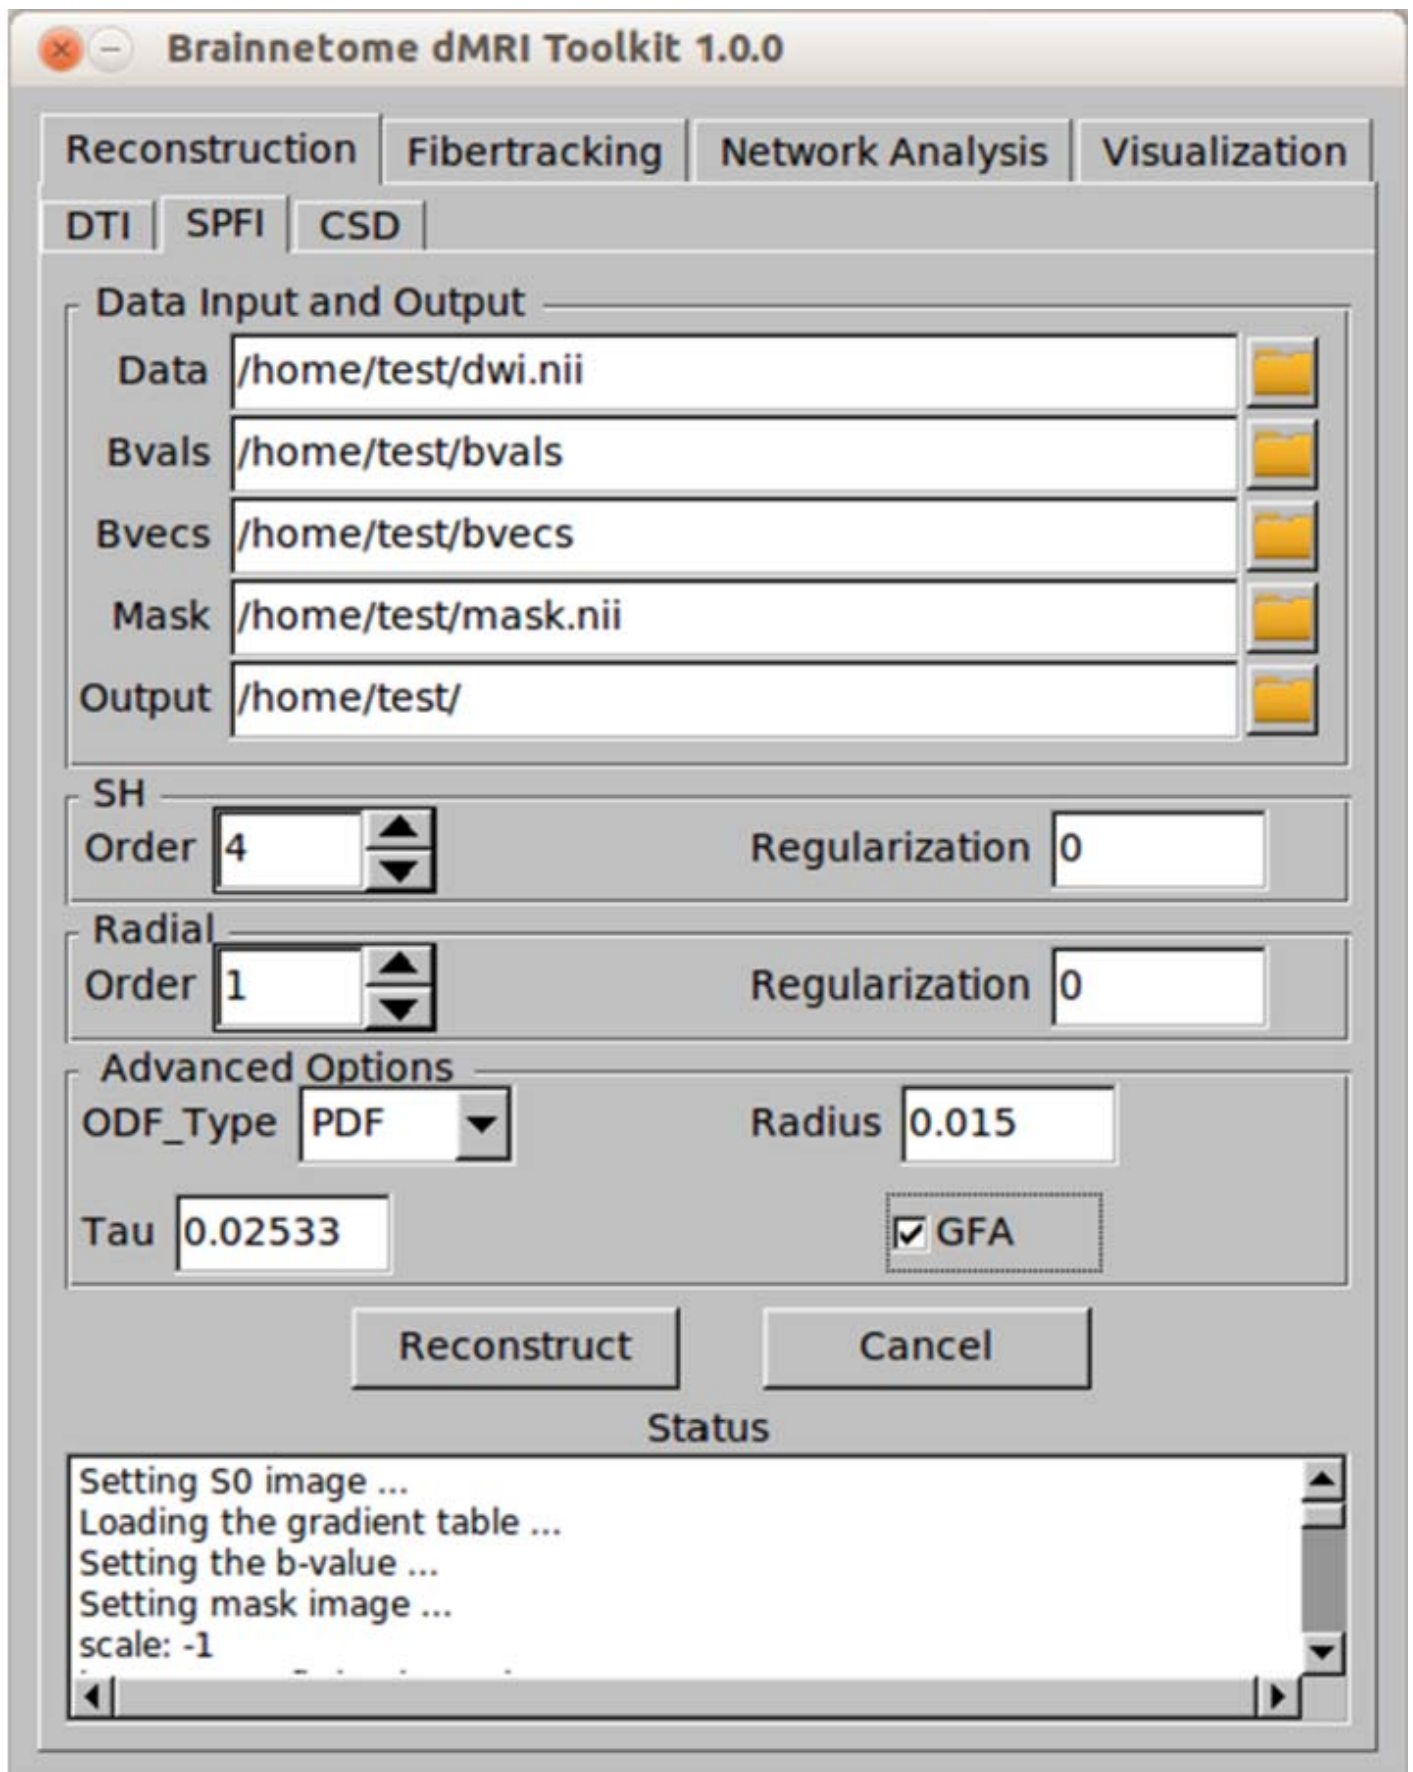 Brainnetome dMRI Toolkit 1.0.0
Reconstruction Fibertracking Network Analysis Visualization
DTI SPFI CSD
Data Input and Output
Data /home/test/dwi.nii
Bvals /home/test/bvals
Bvecs /home/test/bvecs
Mask /home/test/mask.nii
Output /home/test/
SH
Order 4 Regularization 0
Radial
Order 1 Regularization 0
Advanced Options
ODF_Type PDF Radius 0.015
Tau 0.02533 GFA
Reconstruct Cancel
Status
Setting S0 image ...
Loading the gradient table ...
Setting the b-value ...
Setting mask image ...
scale: -1